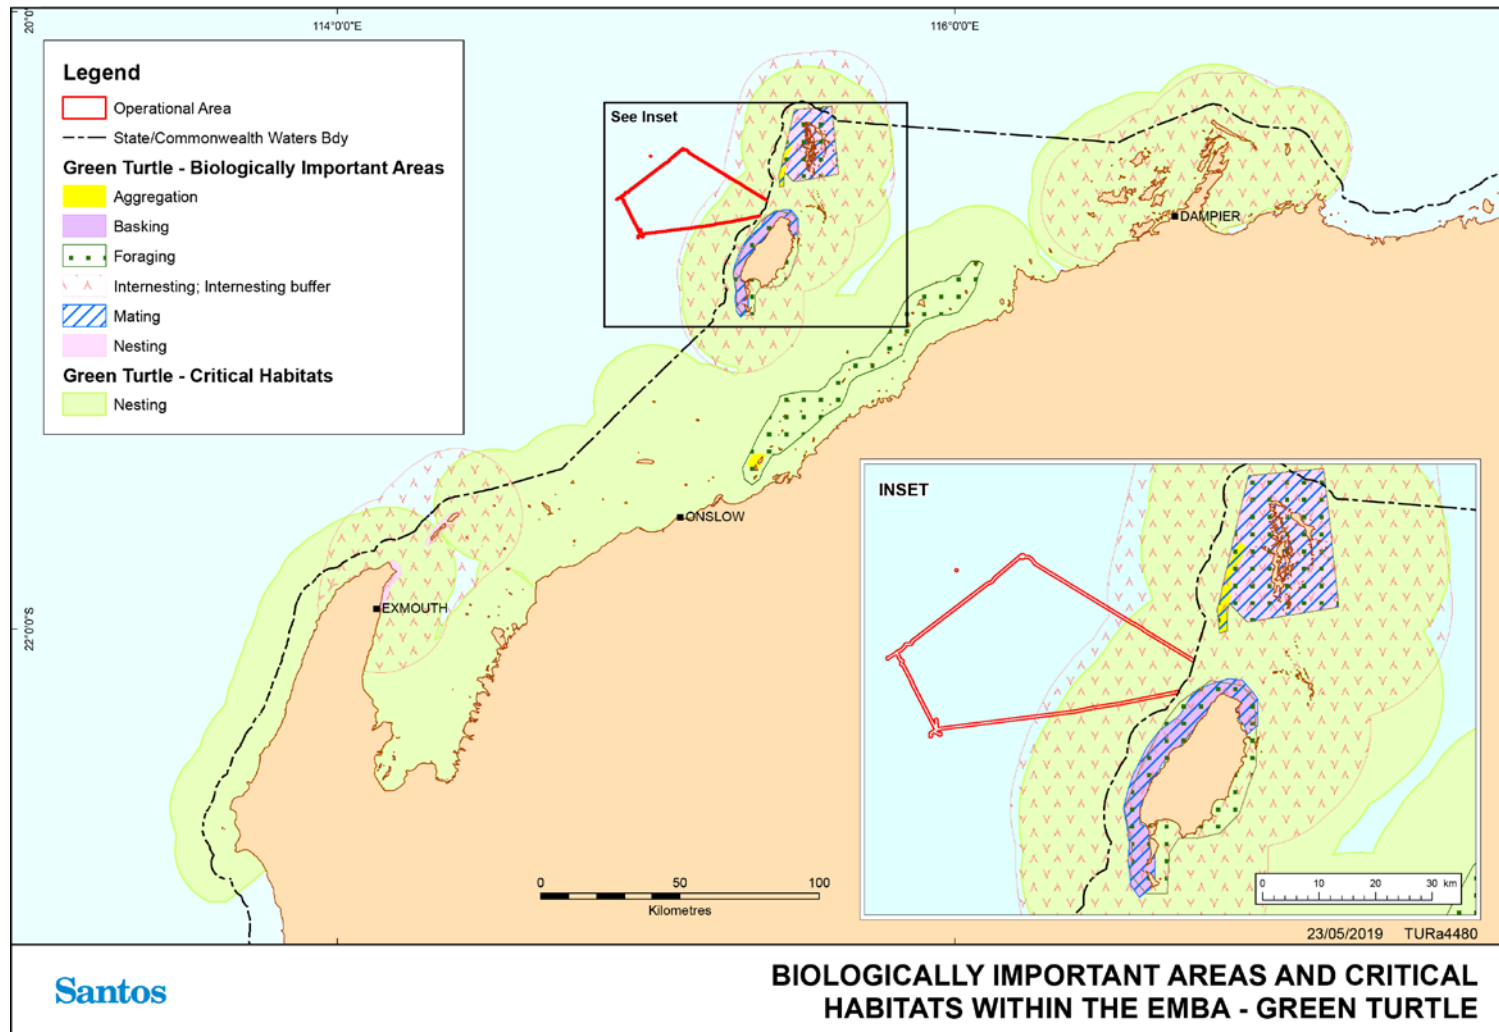 20°0'
114°0'0"E
116°0'0"E
Legend
Operational Area
State/Commonwealth Waters Bdy
Green Turtle - Biologically Important Areas
Aggregation
Basking
Foraging
Internesting; Internesting buffer
Mating
Nesting
Green Turtle - Critical Habitats
Nesting
See Inset
DAMPIER
ONSLOW
EXMOUTH
22°0'0"S
INSET
0 50 100
Kilometres
0 10 20 30 km
23/05/2019 TURa4480
Santos
BIOLOGICALLY IMPORTANT AREAS AND CRITICAL
HABITATS WITHIN THE EMBA - GREEN TURTLE